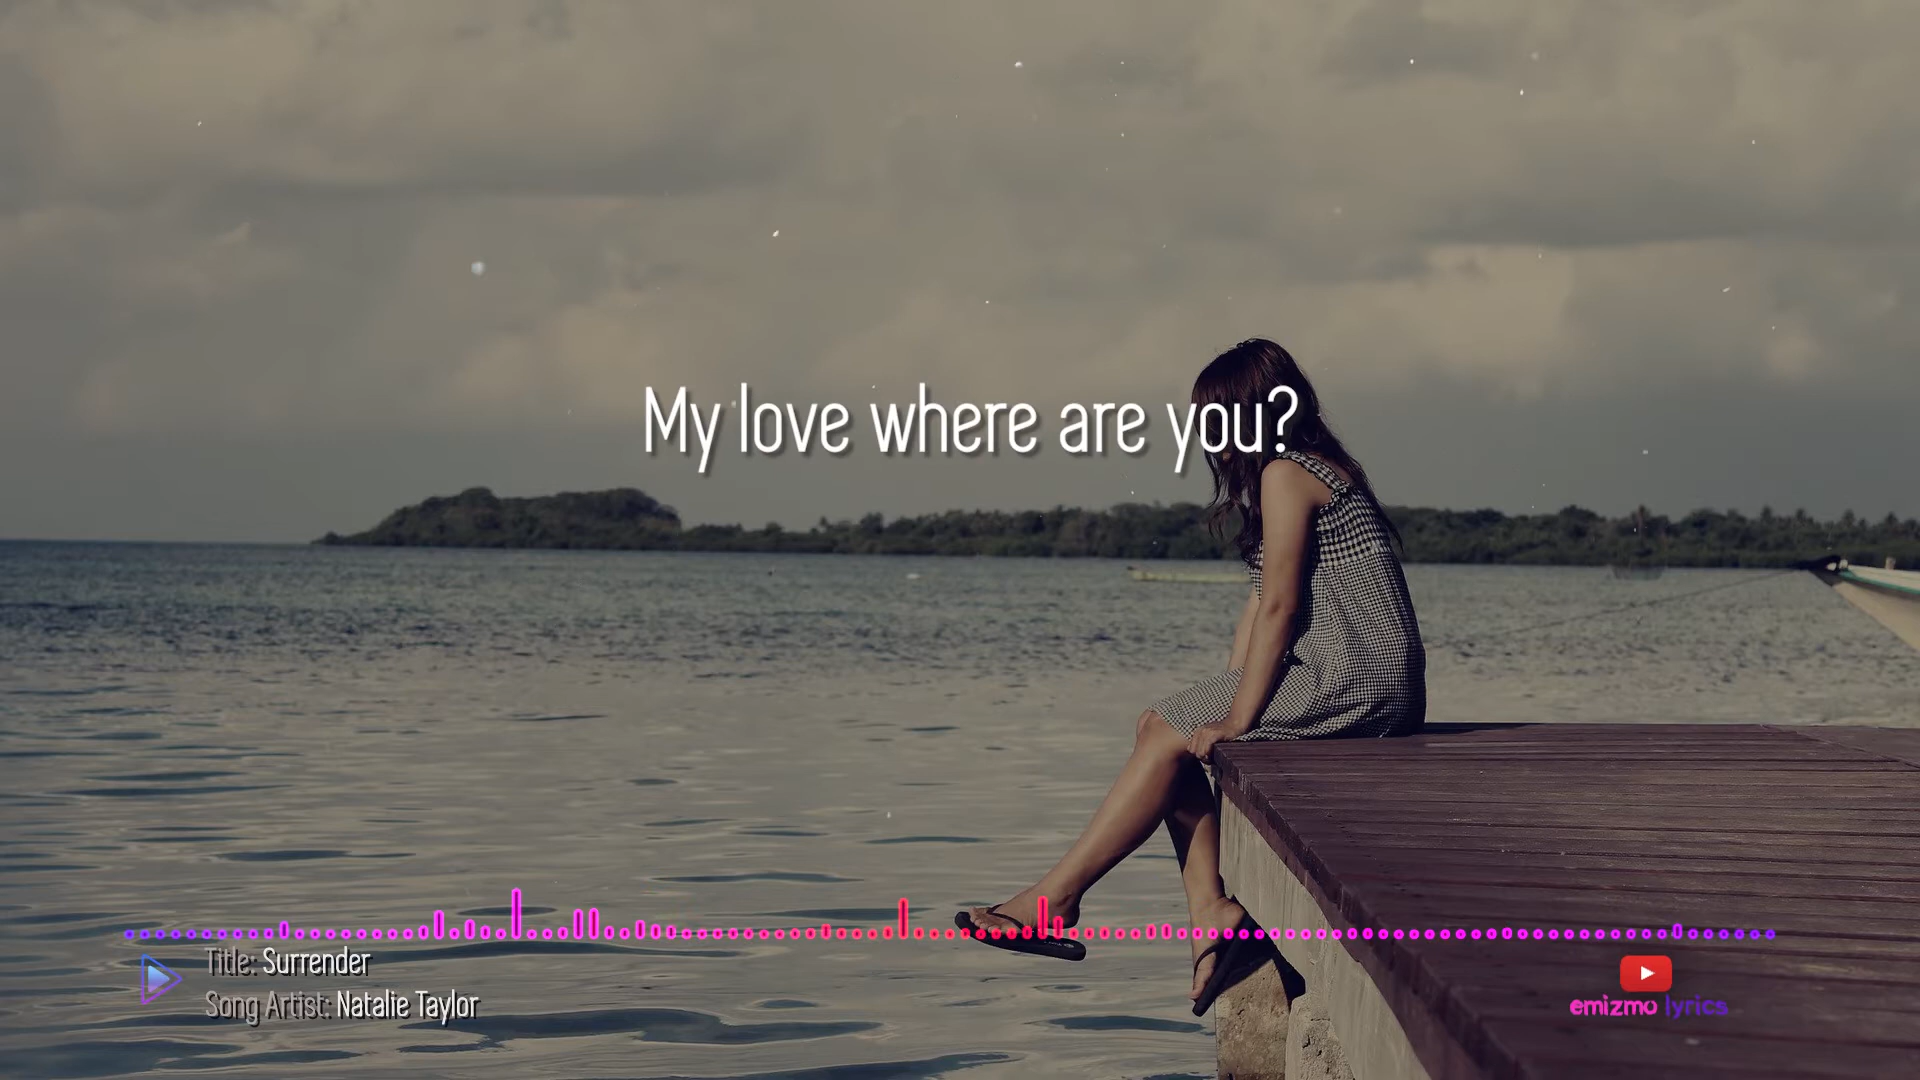 My love where are you?
Title: Surrender
Song Artist: Natalie Taylor
emizmo lyrics